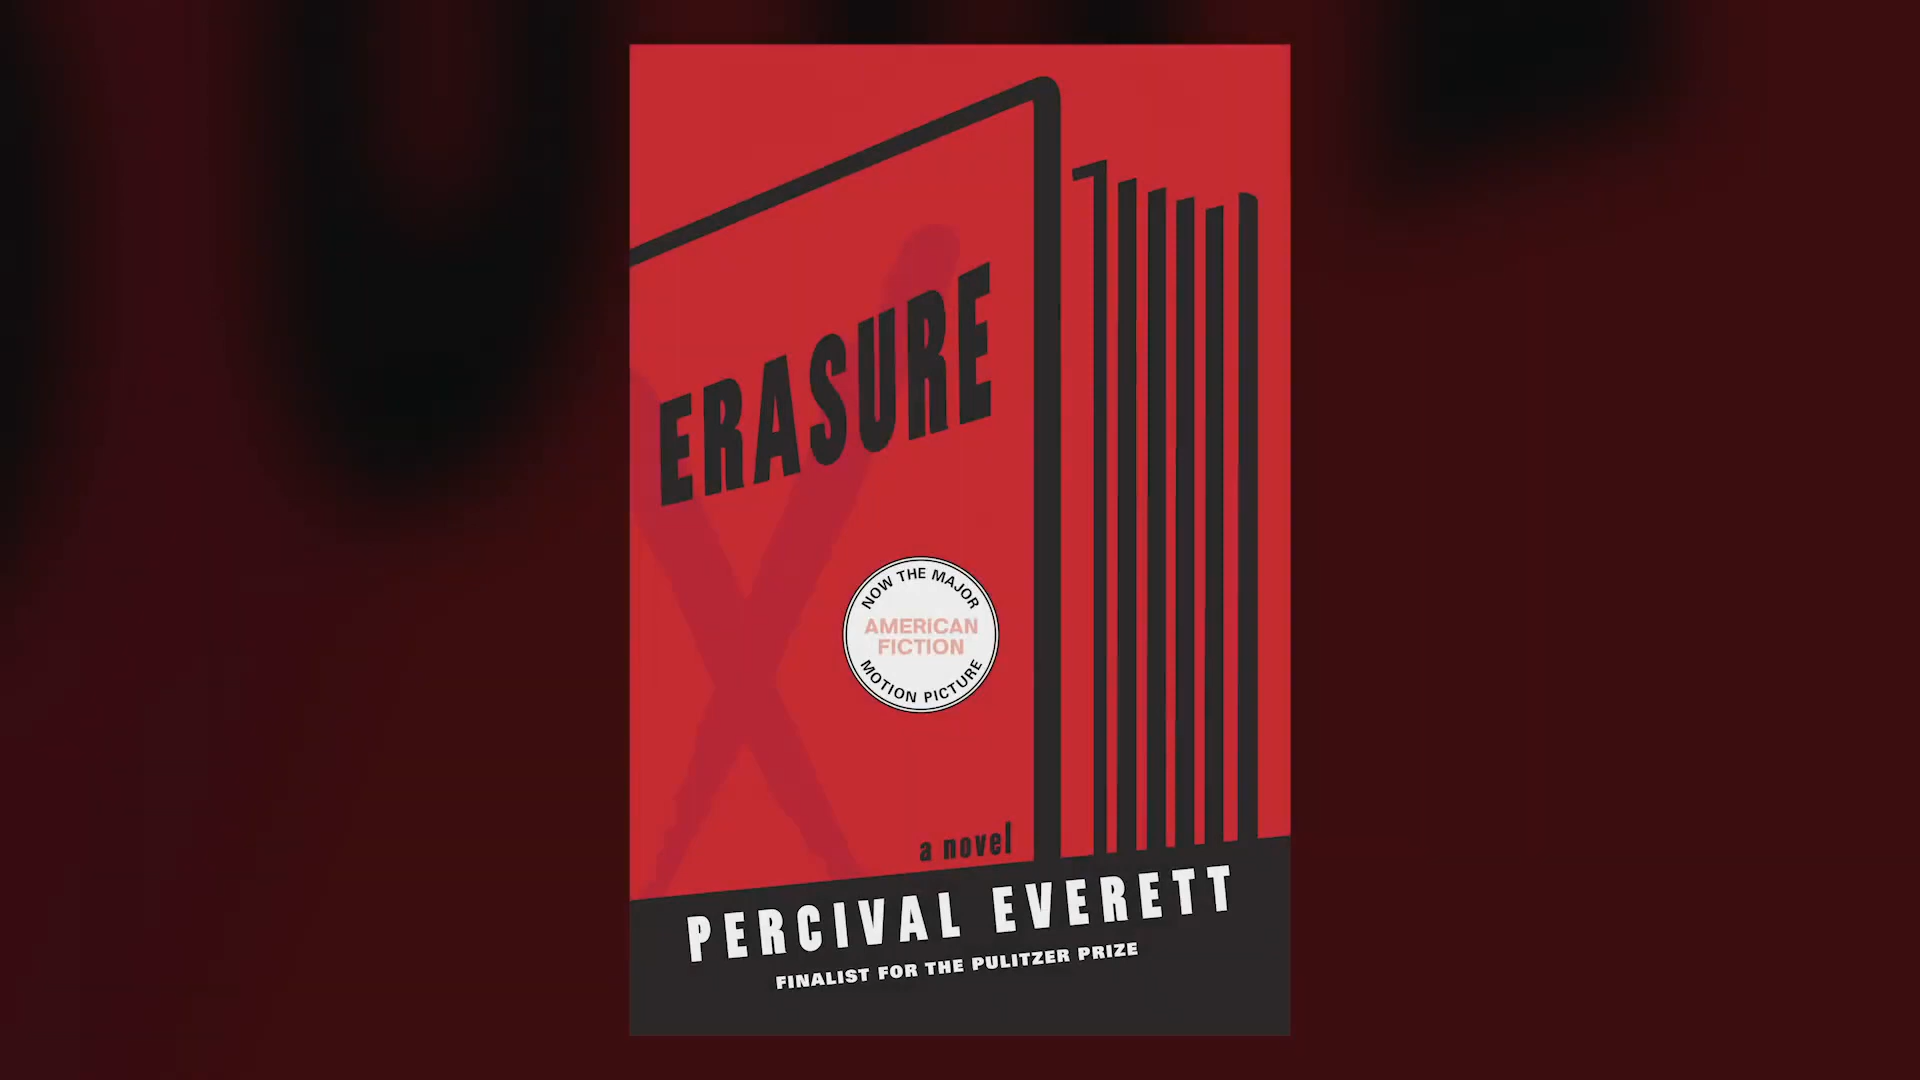 ERASURE
NOW THE MAJOR
AMERICAN
FICTION
MOTION PICTURE
a novel
PERCIVAL EVERETT
FINALIST FOR THE PULITZER PRIZE